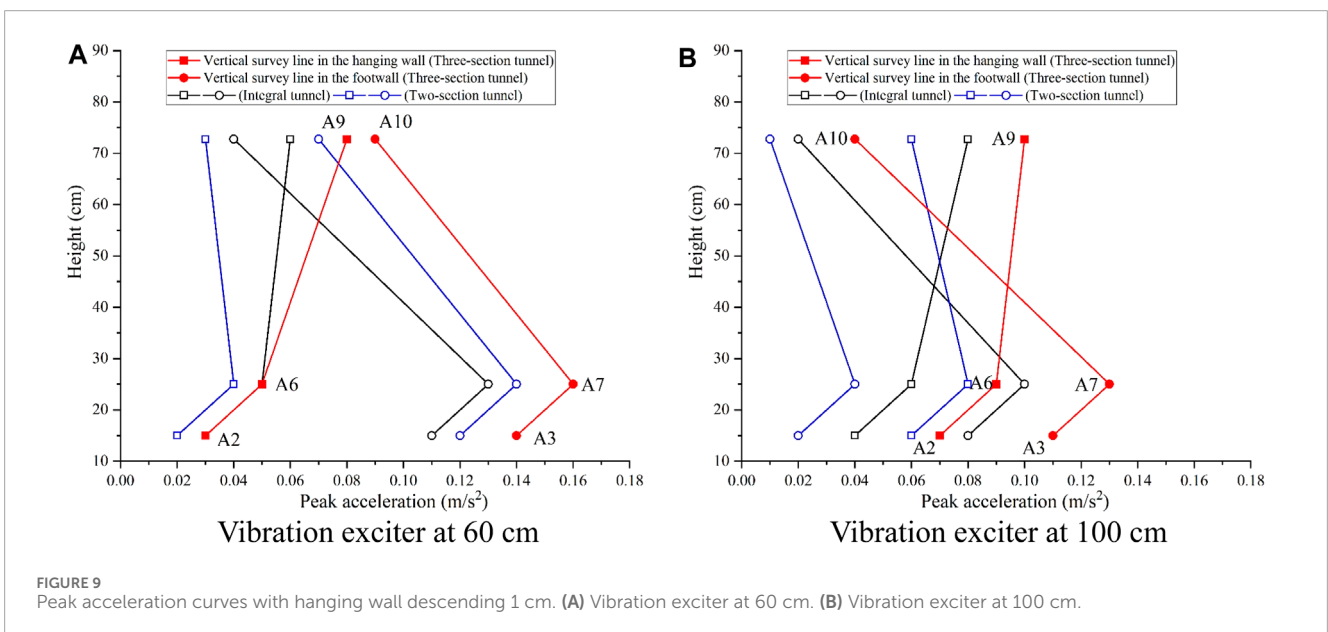 A
Vertical survey line in the hanging wall (Three-section tunnel)
Vertical survey line in the footwall (Three-section tunnel)
(Integral tunnel) (Two-section tunnel)
90
80
70
60
50
40
30
20
10
Height (cm)
A9
A10
A6
A7
A2
A3
0.00 0.02 0.04 0.06 0.08 0.10 0.12 0.14 0.16 0.18
Peak acceleration (m/s²)
Vibration exciter at 60 cm
B
Vertical survey line in the hanging wall (Three-section tunnel)
Vertical survey line in the footwall (Three-section tunnel)
(Integral tunnel) (Two-section tunnel)
90
80
70
60
50
40
30
20
10
Height (cm)
A10
A9
A6
A7
A2
A3
0.00 0.02 0.04 0.06 0.08 0.10 0.12 0.14 0.16 0.18
Peak acceleration (m/s²)
Vibration exciter at 100 cm
FIGURE 9
Peak acceleration curves with hanging wall descending 1 cm. (A) Vibration exciter at 60 cm. (B) Vibration exciter at 100 cm.